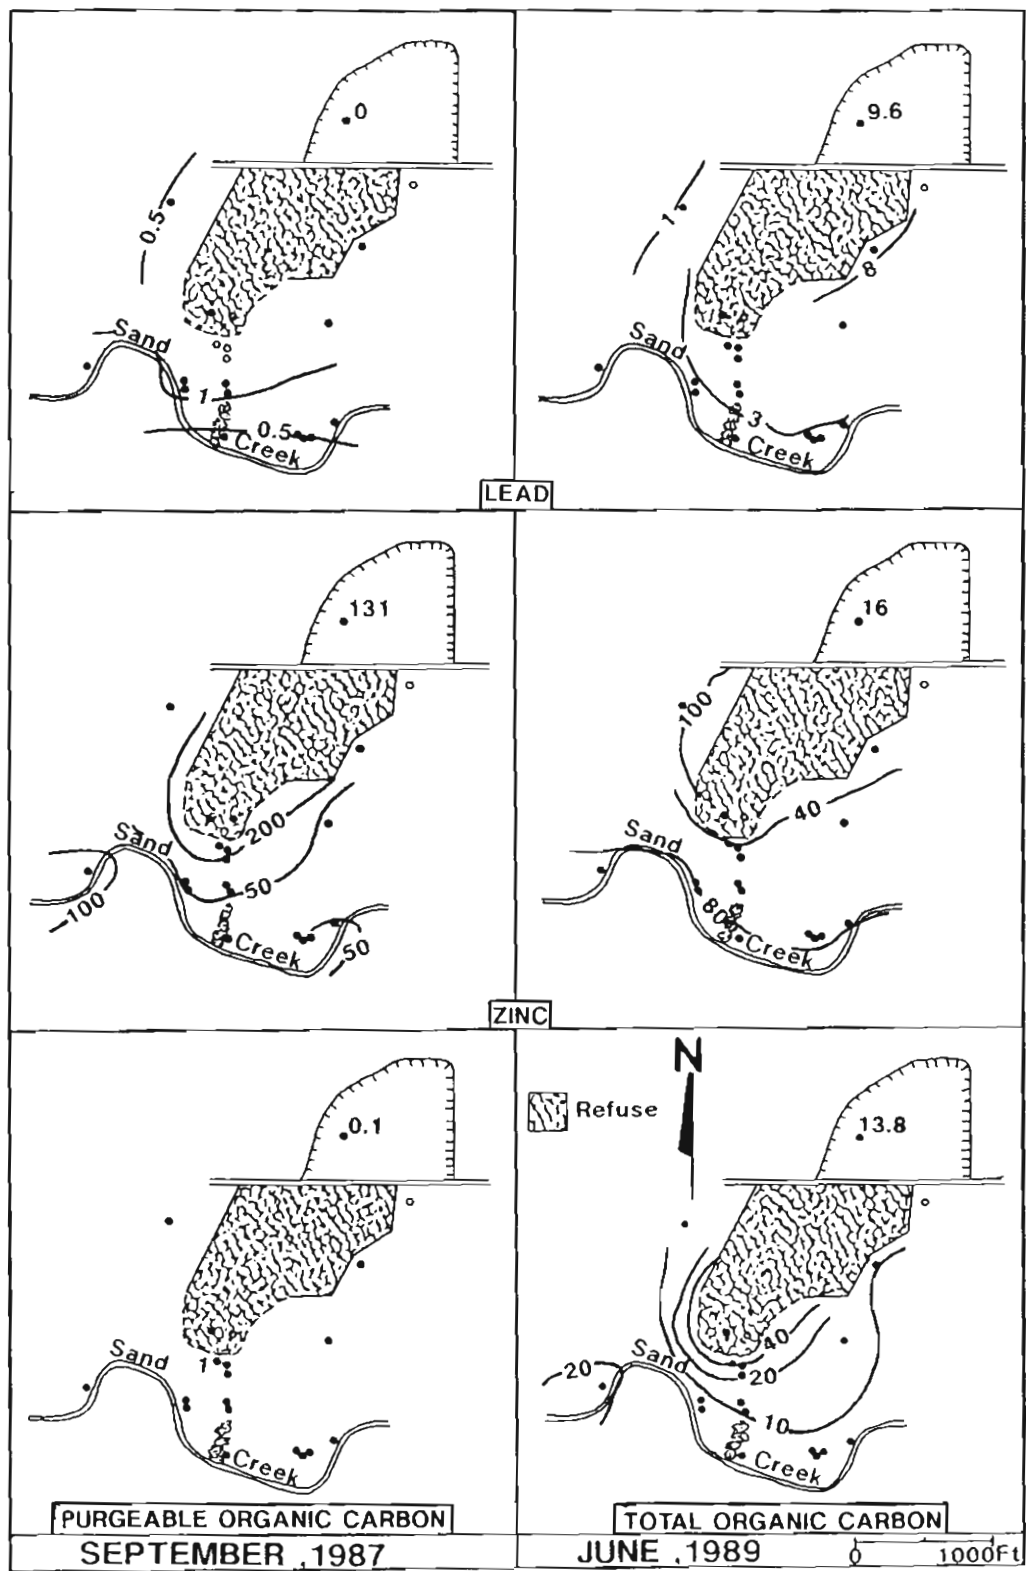 0
0.5
Sand
1
0.5
Creek
9.6
1
8
Sand
3
Creek
LEAD
131
200
Sand
50
100
Creek
50
16
100
40
Sand
80
Creek
ZINC
0.1
Sand
1
Creek
N
Refuse
13.8
40
Sand
20
20
10
Creek
PURGEABLE ORGANIC CARBON
TOTAL ORGANIC CARBON
SEPTEMBER ,1987
JUNE ,1989
0 1000Ft